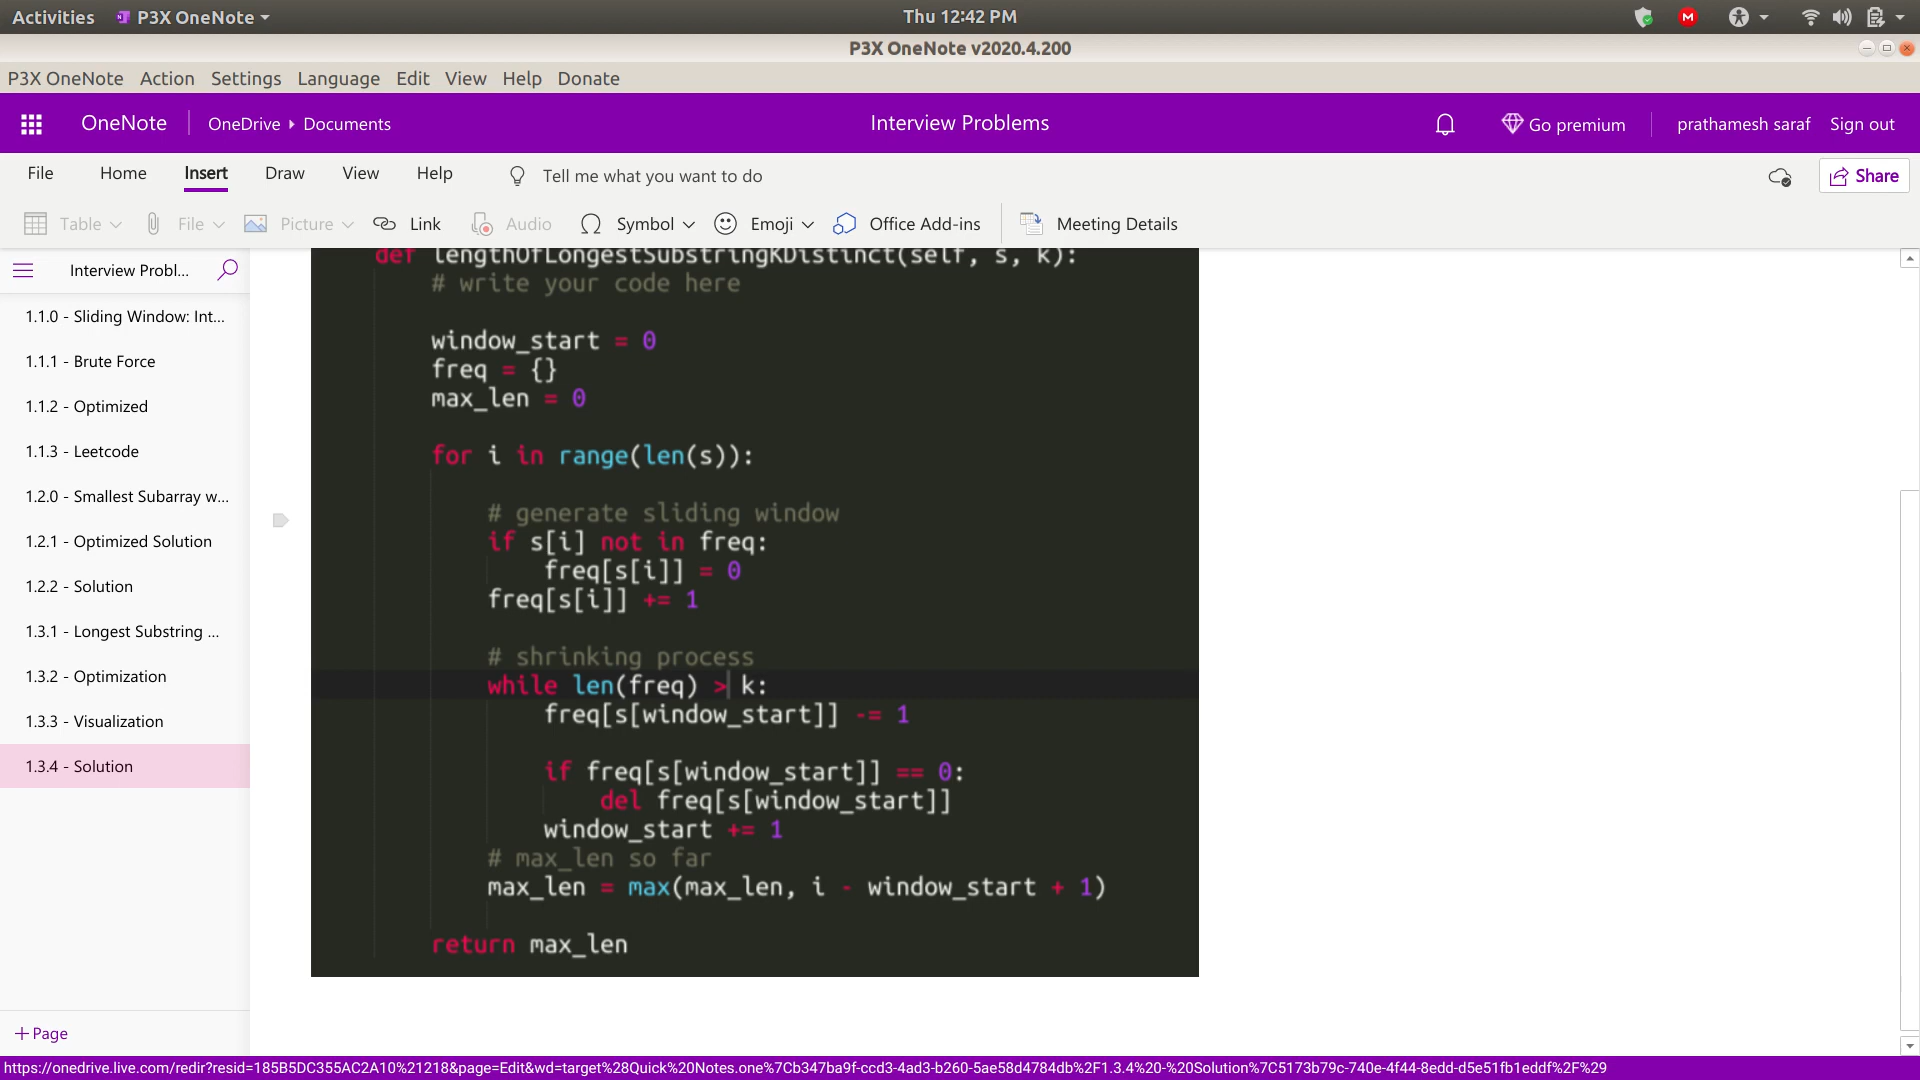 Activities P3X OneNote Thu 12:42 PM
P3X OneNote v2020.4.200
P3X OneNote Action Settings Language Edit View Help Donate
OneNote OneDrive Documents Interview Problems Go premium prathamesh saraf Sign out
File Home Insert Draw View Help Tell me what you want to do Share
Table File Picture Link Audio Symbol Emoji Office Add-ins Meeting Details
Interview Probl...
1.1.0 - Sliding Window: Int...
1.1.1 - Brute Force
1.1.2 - Optimized
1.1.3 - Leetcode
1.2.0 - Smallest Subarray w...
1.2.1 - Optimized Solution
1.2.2 - Solution
1.3.1 - Longest Substring ...
1.3.2 - Optimization
1.3.3 - Visualization
1.3.4 - Solution
+ Page
def lengthOfLongestSubstringKDistinct(self, s, k):
# write your code here
window_start = 0
freq = {}
max_len = 0
for i in range(len(s)):
# generate sliding window
if s[i] not in freq:
freq[s[i]] = 0
freq[s[i]] += 1
# shrinking process
while len(freq) > k:
freq[s[window_start]] -= 1
if freq[s[window_start]] == 0:
del freq[s[window_start]]
window_start += 1
# max_len so far
max_len = max(max_len, i - window_start + 1)
return max_len
https://onedrive.live.com/redir?resid=185B5DC355AC2A10%21218&page=Edit&wd=target%28Quick%20Notes.one%7Cb347ba9f-ccd3-4ad3-b260-5ae58d4784db%2F1.3.4%20-%20Solution%7C5173b79c-740e-4f44-8edd-d5e51fb1eddf%2F%29